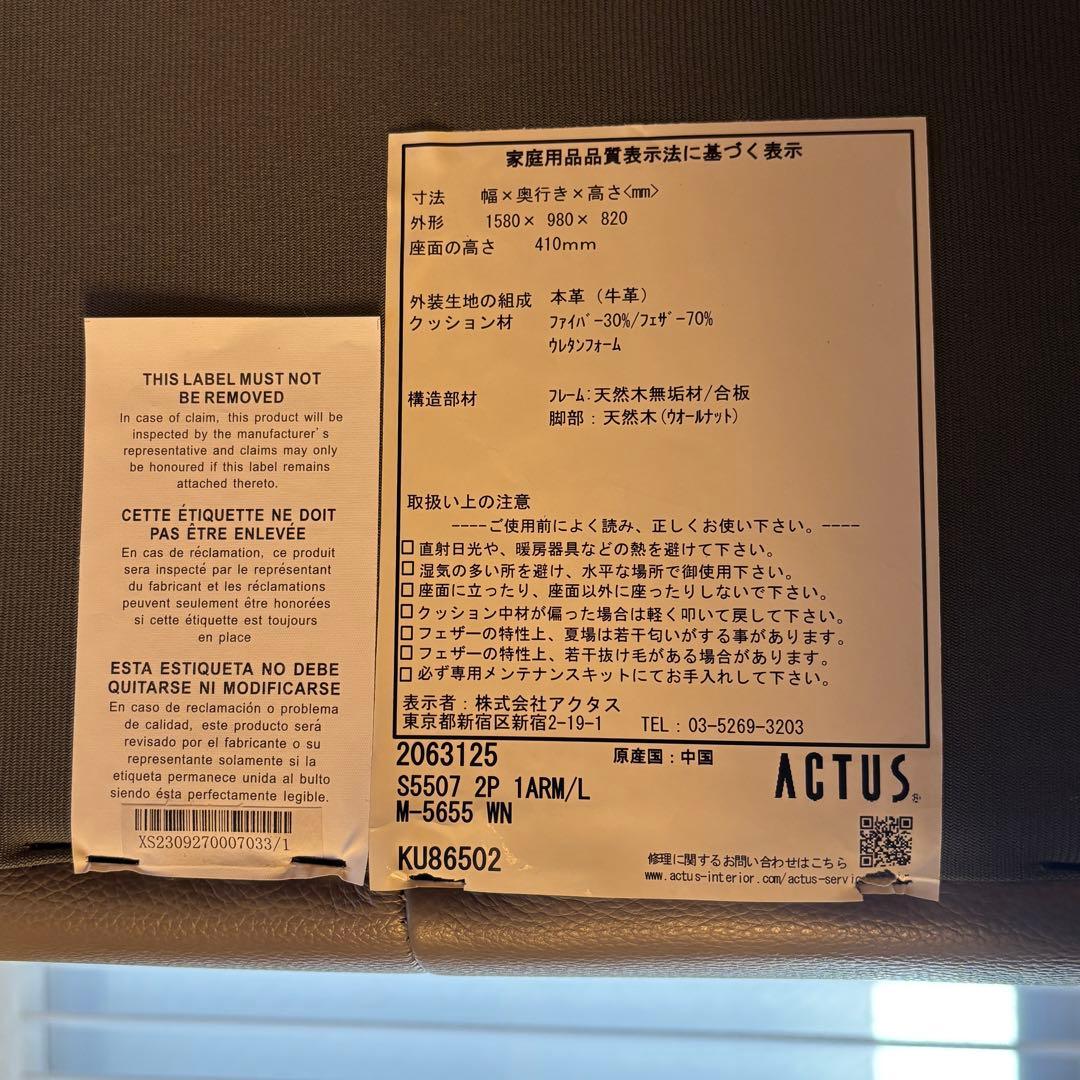 THIS LABEL MUST NOT
BE REMOVED
In case of claim, this product will be
inspected by the manufacturer's
representative and claims may only
be honoured if this label remains
attached thereto.
CETTE ÉTIQUETTE NE DOIT
PAS ÊTRE ENLEVÉE
En cas de réclamation, ce produit
sera inspecté par le représentant
du fabricant et les réclamations
peuvent seulement être honorées
si cette étiquette est toujours
en place
ESTA ESTIQUETA NO DEBE
QUITARSE NI MODIFICARSE
En caso de reclamación o problema
de calidad, este producto será
revisado por el fabricante o su
representante solamente si la
etiqueta permanece unida al bulto
siendo ésta perfectamente legible.
XS2309270007033/1
家庭用品品質表示法に基づく表示
寸法 幅×奥行き×高さ<mm>
外形 1580× 980× 820
座面の高さ 410mm
外装生地の組成 本革（牛革）
クッション材 ファイバー30%/フェザー70%
ウレタンフォーム
構造部材 フレーム:天然木無垢材/合板
脚部：天然木(ウオールナット)
取扱い上の注意
----ご使用前によく読み、正しくお使い下さい。----
□直射日光や、暖房器具などの熱を避けて下さい。
□湿気の多い所を避け、水平な場所で御使用下さい。
□座面に立ったり、座面以外に座ったりしないで下さい。
□クッション中材が偏った場合は軽く叩いて戻して下さい。
□フェザーの特性上、夏場は若干匂いがする事があります。
□フェザーの特性上、若干抜け毛がある場合があります。
□必ず専用メンテナンスキットにてお手入れして下さい。
表示者：株式会社アクタス
東京都新宿区新宿2-19-1 TEL：03-5269-3203
2063125 原産国：中国
S5507 2P 1ARM/L
M-5655 WN
ACTUS®
KU86502
修理に関するお問い合わせはこちら
www.actus-interior.com/actus-servic